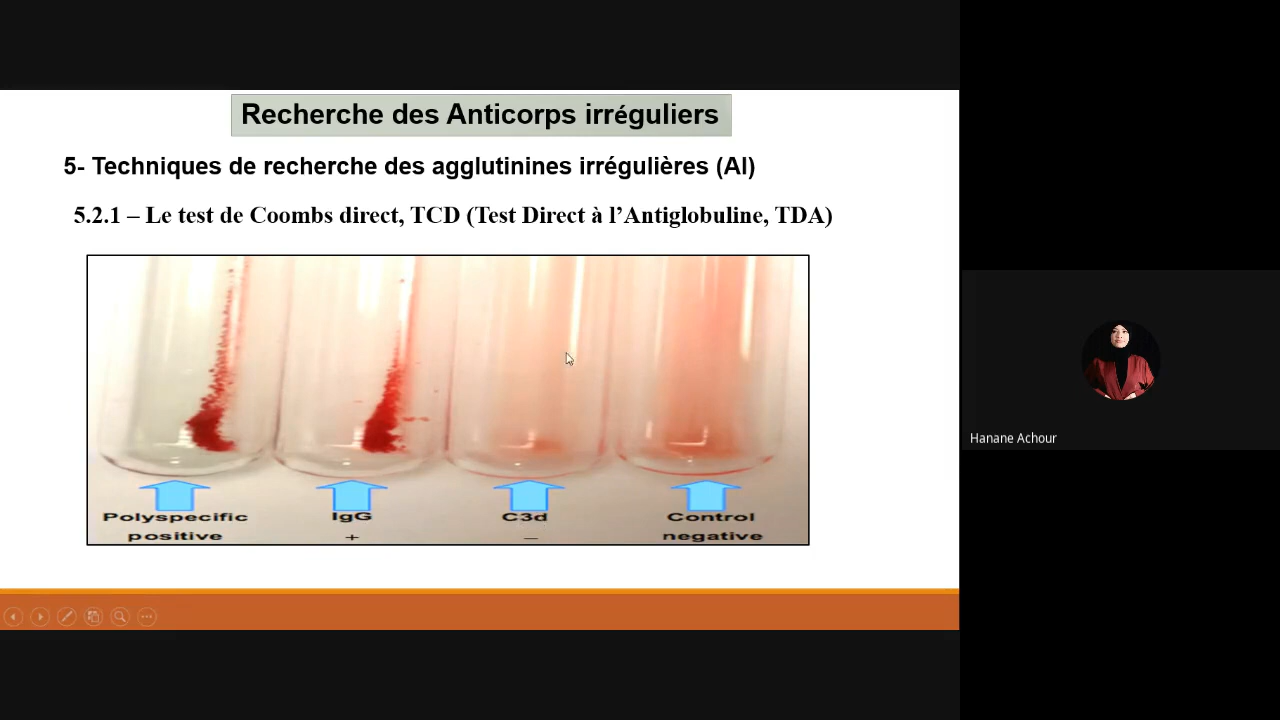 Recherche des Anticorps irréguliers
5- Techniques de recherche des agglutinines irrégulières (AI)
5.2.1 – Le test de Coombs direct, TCD (Test Direct à l’Antiglobuline, TDA)
Polyspecific IgG C3d Control
positive + – negative
Hanane Achour